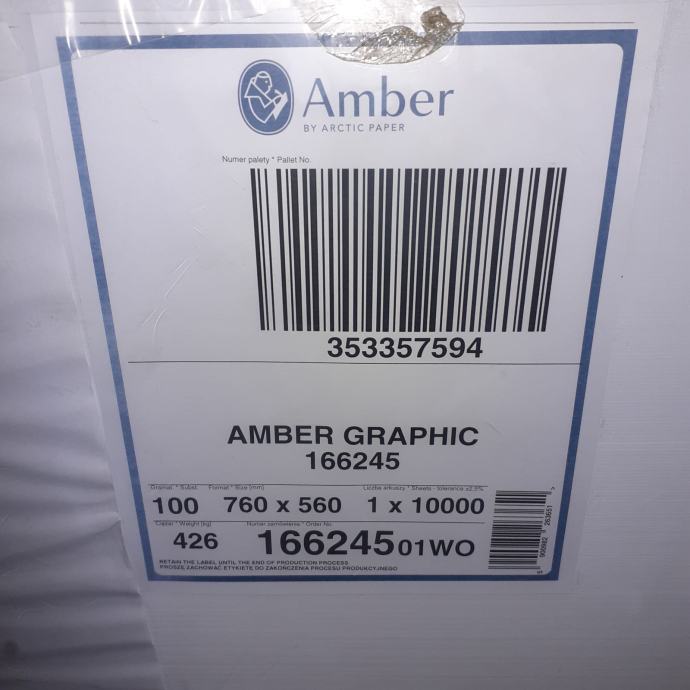 Amber
BY ARCTIC PAPER
Numer palety * Pallet No.
353357594
AMBER GRAPHIC
166245
Gramat. * Subst. Format * Size [mm] Liczba arkuszy * Sheets - tolerance ±2,5%
100 760 x 560 1 x 10000
Ciężar * Weight [kg] Numer zamówienia * Order No.
426 16624501WO
RETAIN THE LABEL UNTIL THE END OF PRODUCTION PROCESS
PROSZĘ ZACHOWAĆ ETYKIETĘ DO ZAKOŃCZENIA PROCESU PRODUKCYJNEGO